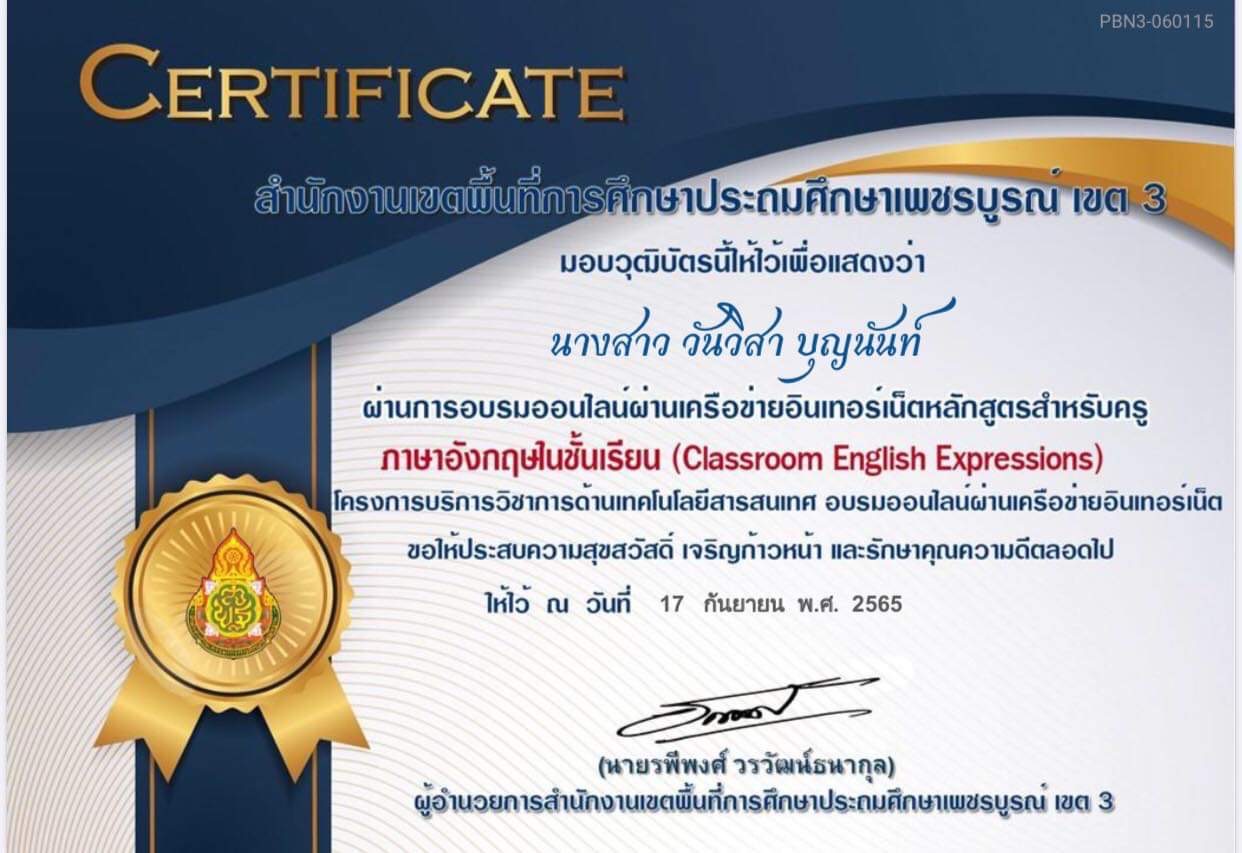 PBN3-060115
CERTIFICATE
สำนักงานเขตพื้นที่การศึกษาประถมศึกษาเพชรบูรณ์ เขต 3
มอบวุฒิบัตรนี้ให้ไว้เพื่อแสดงว่า
นางสาว วันวิสา บุญนันท์
ผ่านการอบรมออนไลน์ผ่านเครือข่ายอินเทอร์เน็ตหลักสูตรสำหรับครู
ภาษาอังกฤษในชั้นเรียน (Classroom English Expressions)
โครงการบริการวิชาการด้านเทคโนโลยีสารสนเทศ อบรมออนไลน์ผ่านเครือข่ายอินเทอร์เน็ต
ขอให้ประสบความสุขสวัสดิ์ เจริญก้าวหน้า และรักษาคุณความดีตลอดไป
ให้ไว้ ณ วันที่ 17 กันยายน พ.ศ. 2565
(นายรพีพงศ์ วรวัฒน์ธนากุล)
ผู้อำนวยการสำนักงานเขตพื้นที่การศึกษาประถมศึกษาเพชรบูรณ์ เขต 3